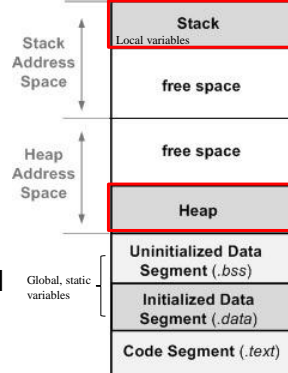 Stack
Local variables
Stack
Address
Space
free space
free space
Heap
Address
Space
Heap
Uninitialized Data
Segment (.bss)
Global, static
variables
Initialized Data
Segment (.data)
Code Segment (.text)